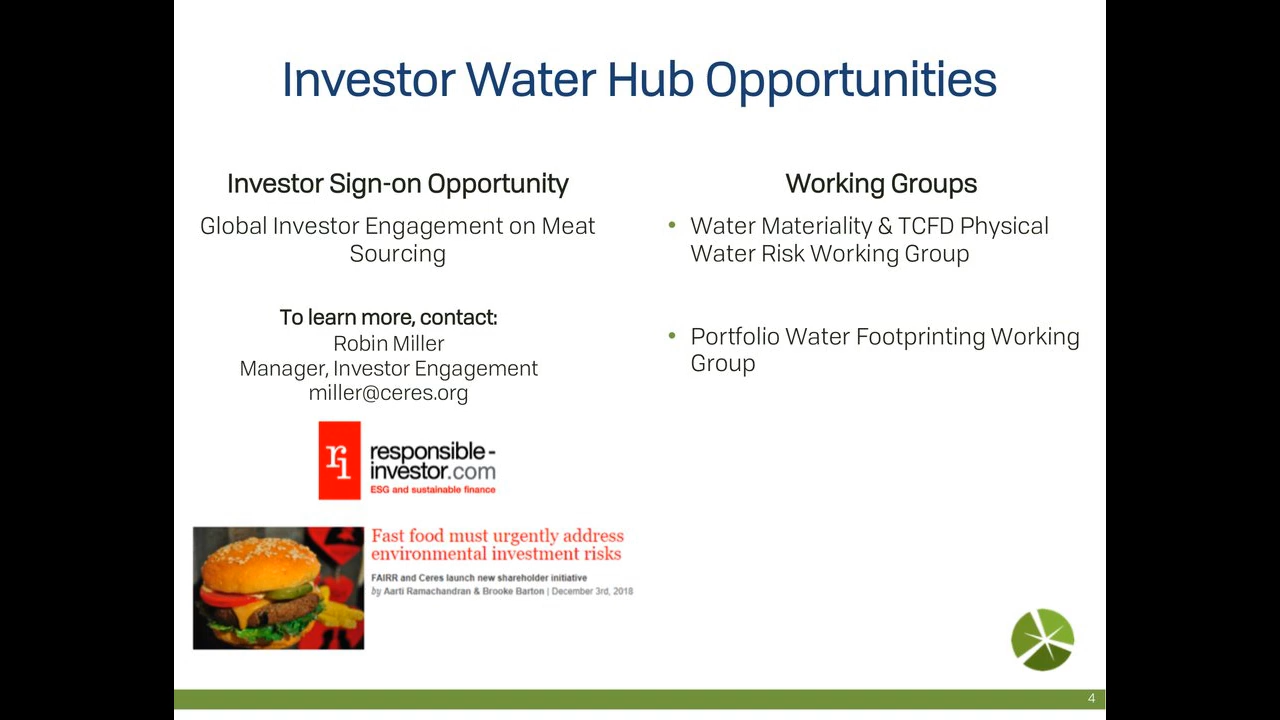 Investor Water Hub Opportunities
Investor Sign-on Opportunity
Global Investor Engagement on Meat
Sourcing
To learn more, contact:
Robin Miller
Manager, Investor Engagement
miller@ceres.org
ri
responsible-
investor.com
ESG and sustainable finance
Fast food must urgently address
environmental investment risks
FAIRR and Ceres launch new shareholder initiative
by Aarti Ramachandran & Brooke Barton | December 3rd, 2018
Working Groups
• Water Materiality & TCFD Physical
Water Risk Working Group
• Portfolio Water Footprinting Working
Group
4